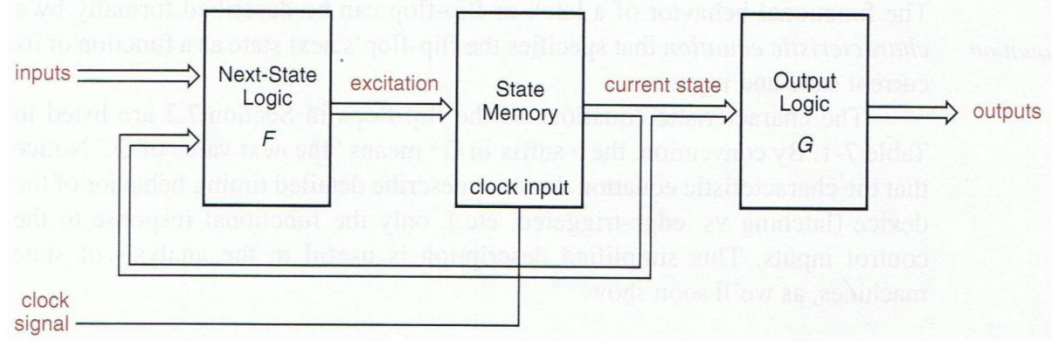 inputs
Next-State
Logic
F
excitation
State
Memory
clock input
current state
Output
Logic
G
outputs
clock
signal